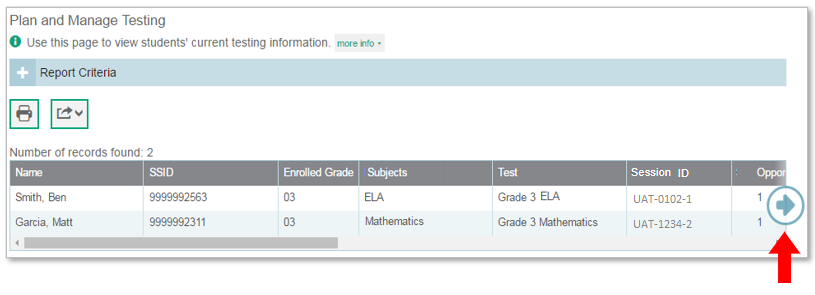 Plan and Manage Testing
Use this page to view students' current testing information. more info
Report Criteria
Number of records found: 2
Name SSID Enrolled Grade Subjects Test Session ID Oppor
Smith, Ben 9999992563 03 ELA Grade 3 ELA UAT-0102-1 1
Garcia, Matt 9999992311 03 Mathematics Grade 3 Mathematics UAT-1234-2 1